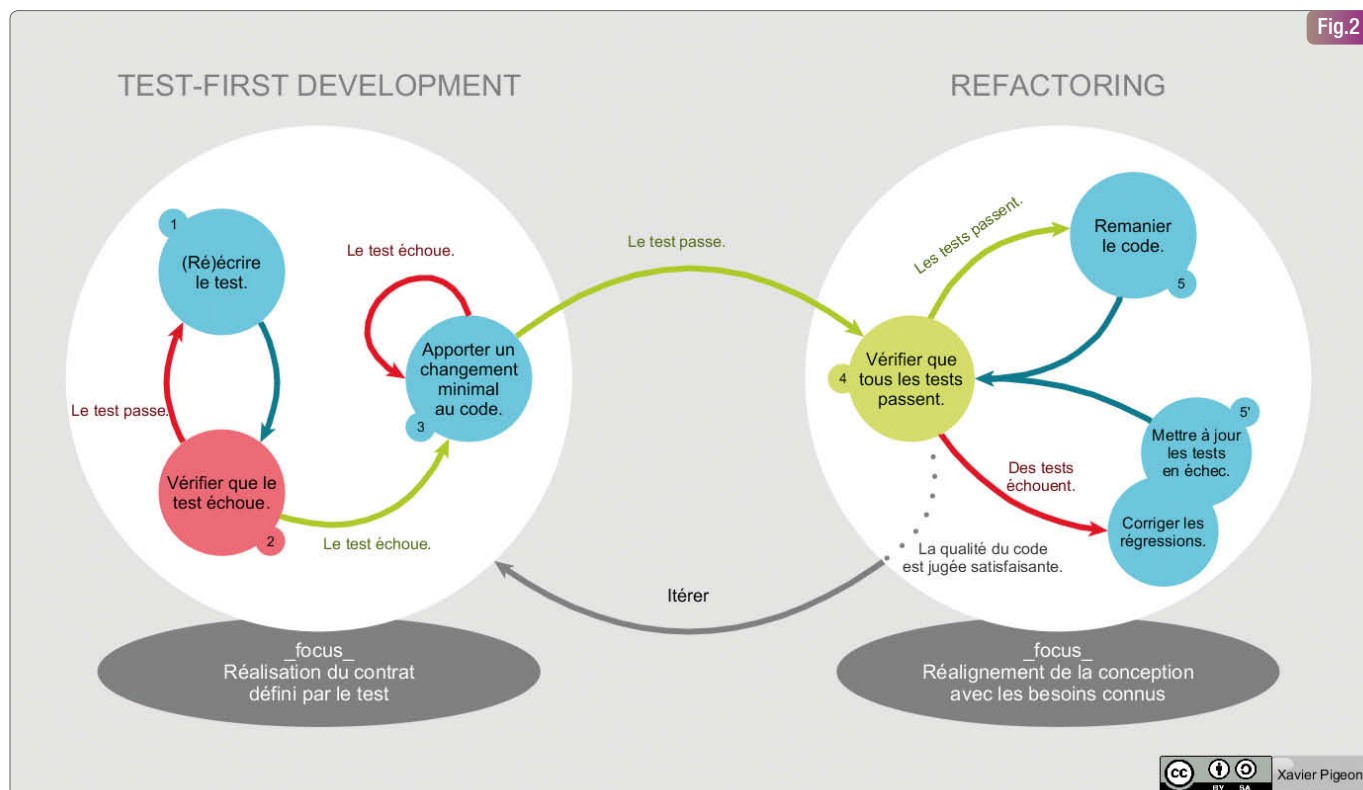 Fig.2
TEST-FIRST DEVELOPMENT
REFACTORING
1
(Ré)écrire
le test.
Le test passe.
Vérifier que le
test échoue.
2
Le test échoue.
Le test échoue.
Apporter un
changement
minimal
au code.
3
Le test passe.
4
Vérifier que
tous les tests
passent.
Les tests passent.
Remanier
le code.
5
5'
Mettre à jour
les tests
en échec.
Des tests
échouent.
Corriger les
régressions.
La qualité du code
est jugée satisfaisante.
Itérer
_focus_
Réalisation du contrat
défini par le test
_focus_
Réalignement de la conception
avec les besoins connus
cc
BY SA
Xavier Pigeon